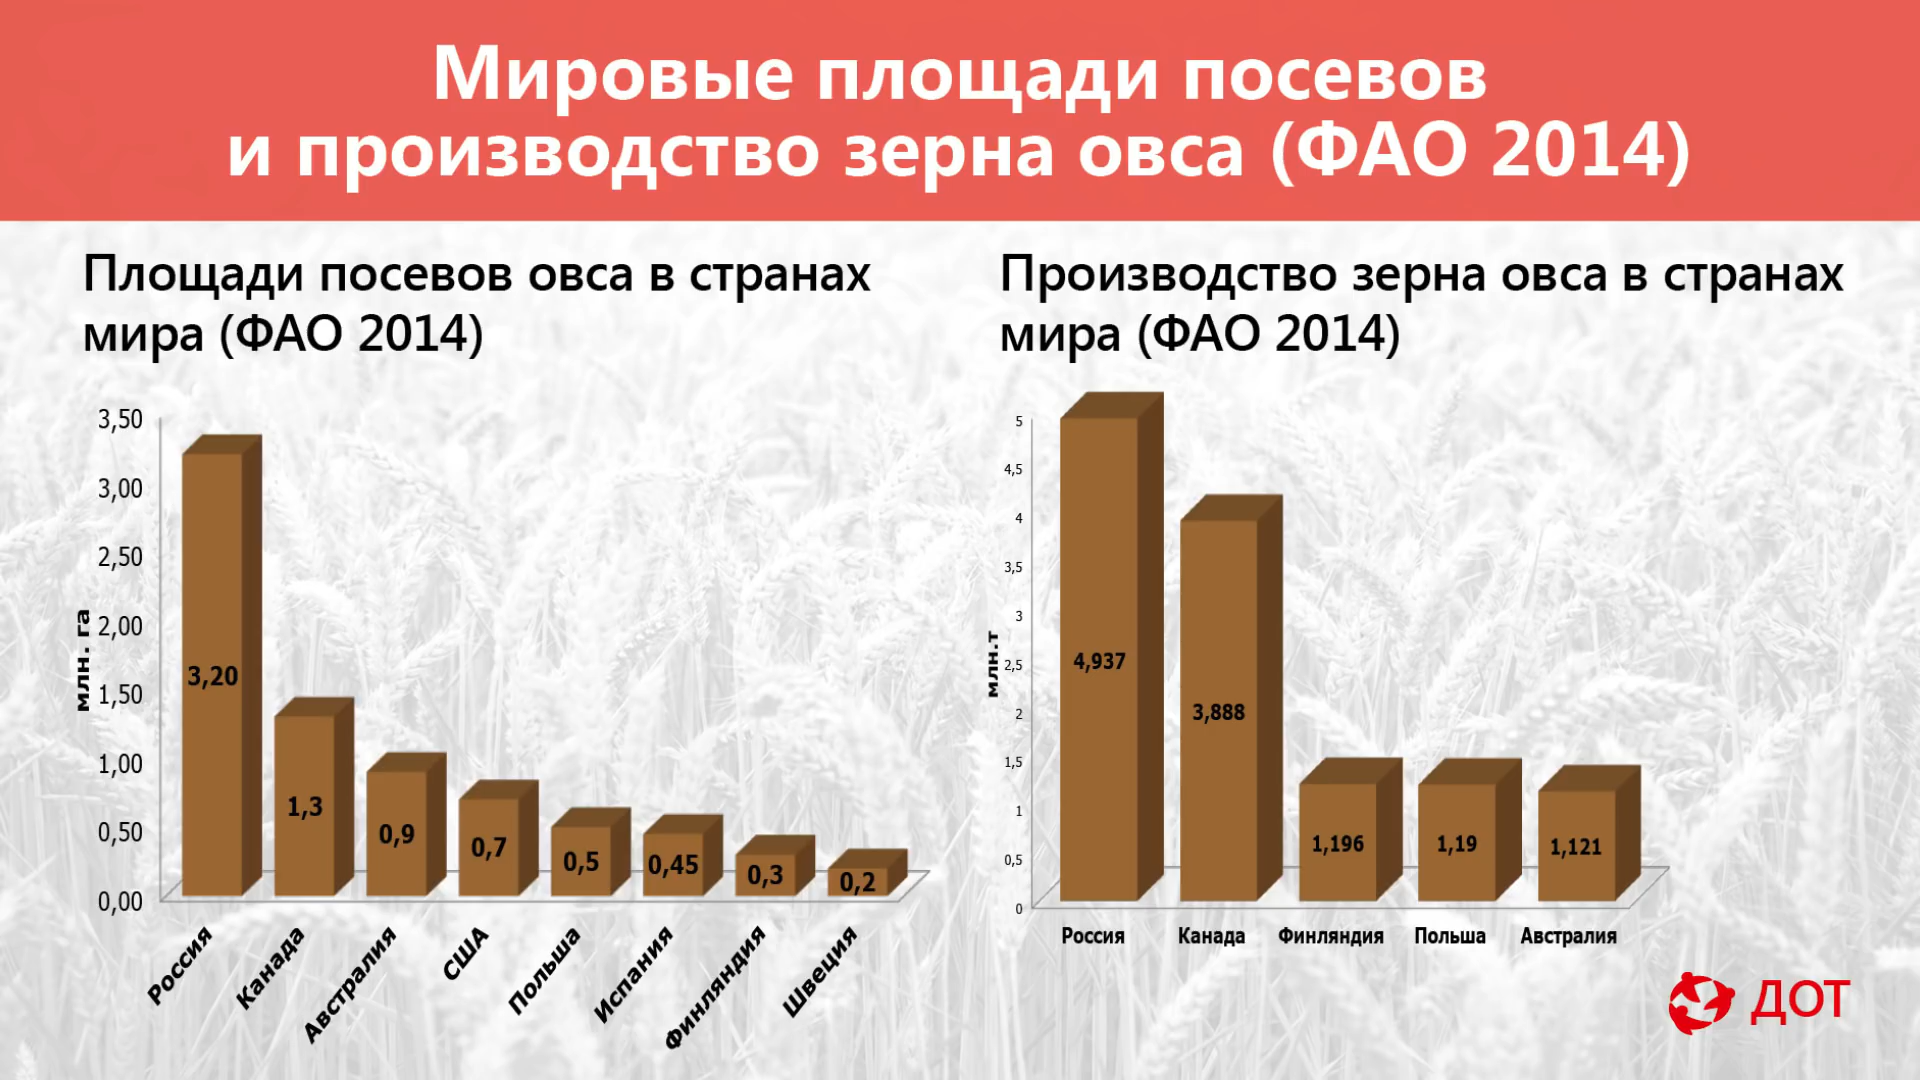 Мировые площади посевов
и производство зерна овса (ФАО 2014)
Площади посевов овса в странах
мира (ФАО 2014)
млн. га
3,50
3,00
2,50
2,00
1,50
1,00
0,50
0,00
3,20
1,3
0,9
0,7
0,5
0,45
0,3
0,2
Россия
Канада
Австралия
США
Польша
Испания
Финляндия
Швеция
Производство зерна овса в странах
мира (ФАО 2014)
млн.т
5
4,5
4
3,5
3
2,5
2
1,5
1
0,5
0
4,937
3,888
1,196
1,19
1,121
Россия
Канада
Финляндия
Польша
Австралия
ДОТ